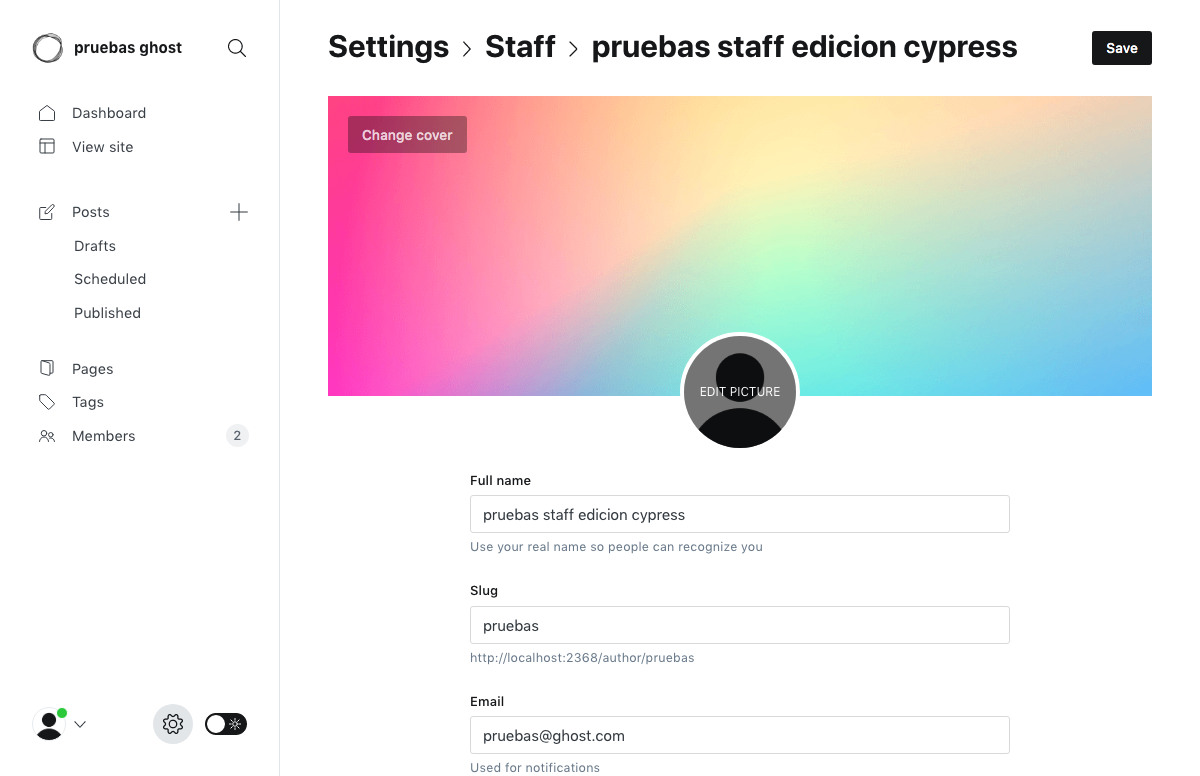 pruebas ghost
Dashboard
View site
Posts
Drafts
Scheduled
Published
Pages
Tags
Members 2
Settings > Staff > pruebas staff edicion cypress
Save
Change cover
EDIT PICTURE
Full name
pruebas staff edicion cypress
Use your real name so people can recognize you
Slug
pruebas
http://localhost:2368/author/pruebas
Email
pruebas@ghost.com
Used for notifications